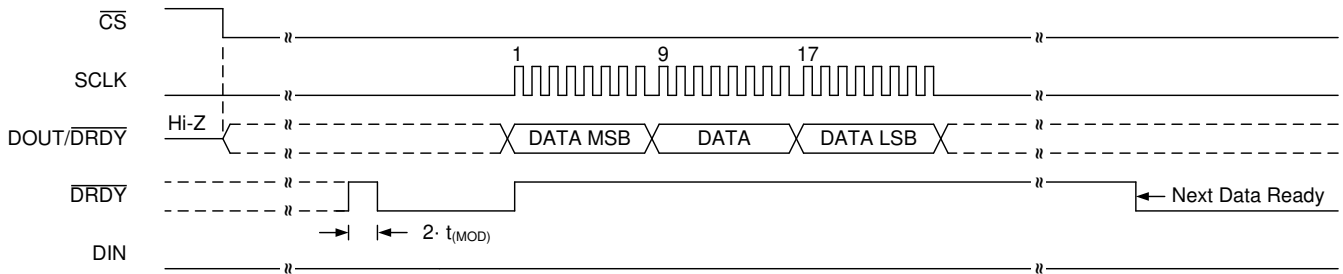 CS
1 9 17
SCLK
Hi-Z
DOUT/DRDY DATA MSB DATA DATA LSB
DRDY Next Data Ready
2· t(MOD)
DIN